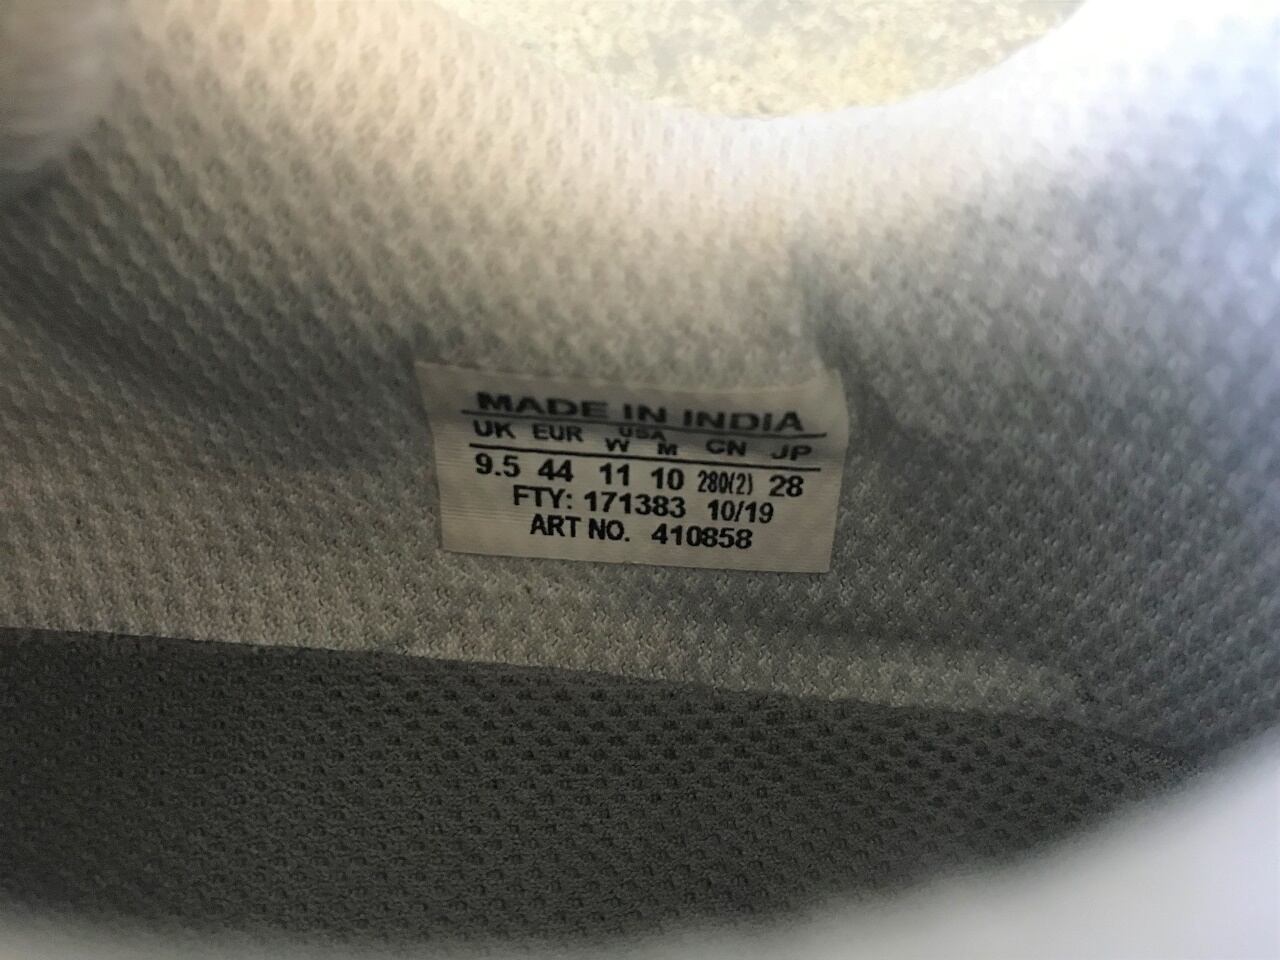 MADE IN INDIA
UK EUR USA CN JP
W M
9.5 44 11 10 280(2) 28
FTY: 171383 10/19
ART NO. 410858